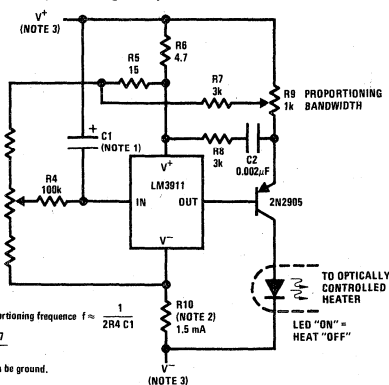 V+
(NOTE 3)
R6
4.7
R5
15
R7
3k
R9
1k
PROPORTIONING
BANDWIDTH
+
C1
(NOTE 1)
R8
3k
C2
0.002μF
R4
100k
V+
LM3911
IN
OUT
V−
2N2905
R10
(NOTE 2)
1.5 mA
TO OPTICALLY
CONTROLLED
HEATER
LED "ON" =
HEAT "OFF"
ortioning frequence f ≈ 1
2R4 C1
7
n be ground.
V−
(NOTE 3)